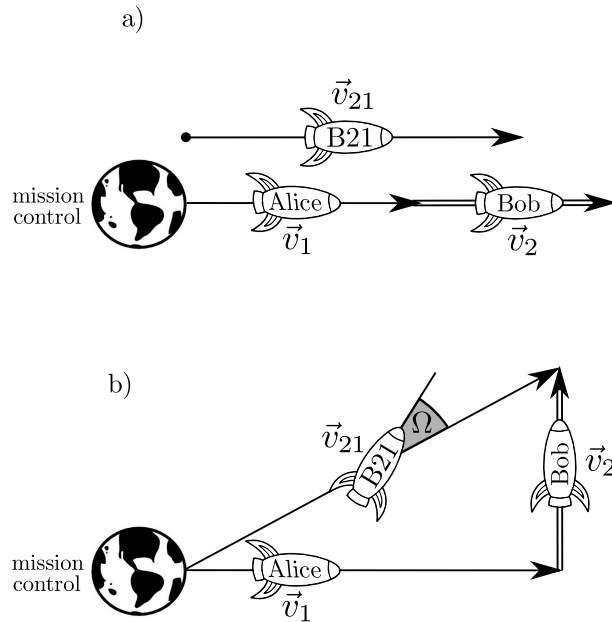 a)
v⃗₂₁
B21
mission
control
Alice
Bob
v⃗₁
v⃗₂
b)
Ω
v⃗₂₁
B21
Bob
v⃗₂
mission
control
Alice
v⃗₁